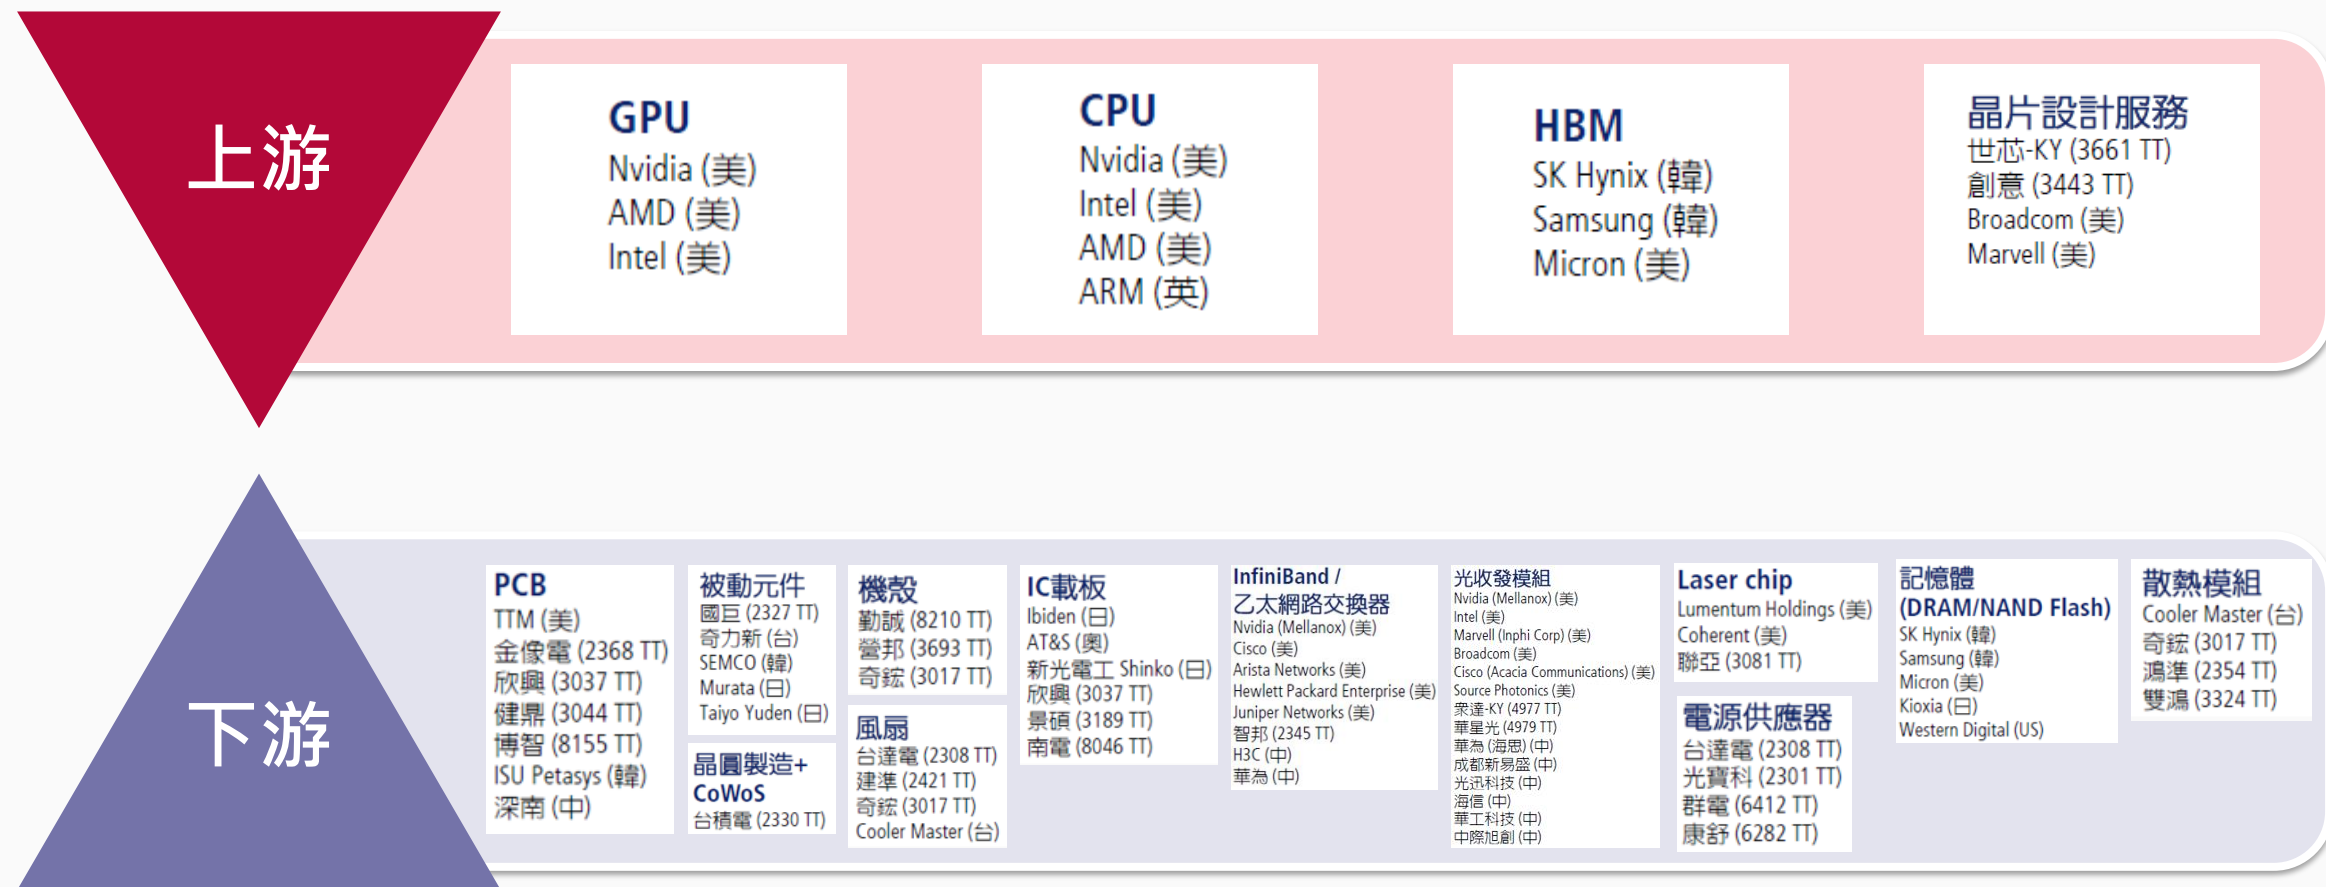 上游
GPU
Nvidia (美)
AMD (美)
Intel (美)
CPU
Nvidia (美)
Intel (美)
AMD (美)
ARM (英)
HBM
SK Hynix (韓)
Samsung (韓)
Micron (美)
晶片設計服務
世芯-KY (3661 TT)
創意 (3443 TT)
Broadcom (美)
Marvell (美)
下游
PCB
TTM (美)
金像電 (2368 TT)
欣興 (3037 TT)
健鼎 (3044 TT)
博智 (8155 TT)
ISU Petasys (韓)
深南 (中)
被動元件
國巨 (2327 TT)
奇力新 (台)
SEMCO (韓)
Murata (日)
Taiyo Yuden (日)
晶圓製造+
CoWoS
台積電 (2330 TT)
機殼
勤誠 (8210 TT)
營邦 (3693 TT)
奇鋐 (3017 TT)
風扇
台達電 (2308 TT)
建準 (2421 TT)
奇鋐 (3017 TT)
Cooler Master (台)
IC載板
Ibiden (日)
AT&S (奧)
新光電工 Shinko (日)
欣興 (3037 TT)
景碩 (3189 TT)
南電 (8046 TT)
InfiniBand /
乙太網路交換器
Nvidia (Mellanox) (美)
Cisco (美)
Arista Networks (美)
Hewlett Packard Enterprise (美)
Juniper Networks (美)
智邦 (2345 TT)
H3C (中)
華為 (中)
光收發模組
Nvidia (Mellanox) (美)
Intel (美)
Marvell (Inphi Corp) (美)
Broadcom (美)
Cisco (Acacia Communications) (美)
Source Photonics (美)
眾達-KY (4977 TT)
華星光 (4979 TT)
華為 (海思) (中)
成都新易盛 (中)
光迅科技 (中)
海信 (中)
華工科技 (中)
中際旭創 (中)
Laser chip
Lumentum Holdings (美)
Coherent (美)
聯亞 (3081 TT)
電源供應器
台達電 (2308 TT)
光寶科 (2301 TT)
群電 (6412 TT)
康舒 (6282 TT)
記憶體
(DRAM/NAND Flash)
SK Hynix (韓)
Samsung (韓)
Micron (美)
Kioxia (日)
Western Digital (US)
散熱模組
Cooler Master (台)
奇鋐 (3017 TT)
鴻準 (2354 TT)
雙鴻 (3324 TT)